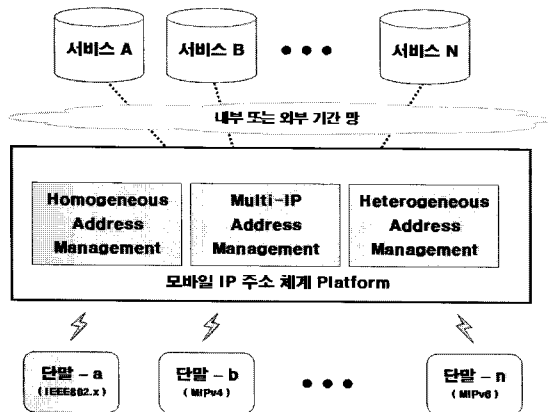 서비스 A
서비스 B
서비스 N
내부 또는 외부 기간 망
Homogeneous
Address
Management
Multi-IP
Address
Management
Heterogeneous
Address
Management
모바일 IP 주소 체계 Platform
단말 - a
(IEEE802.x)
단말 - b
( MIPv4 )
단말 - n
( MIPv6 )